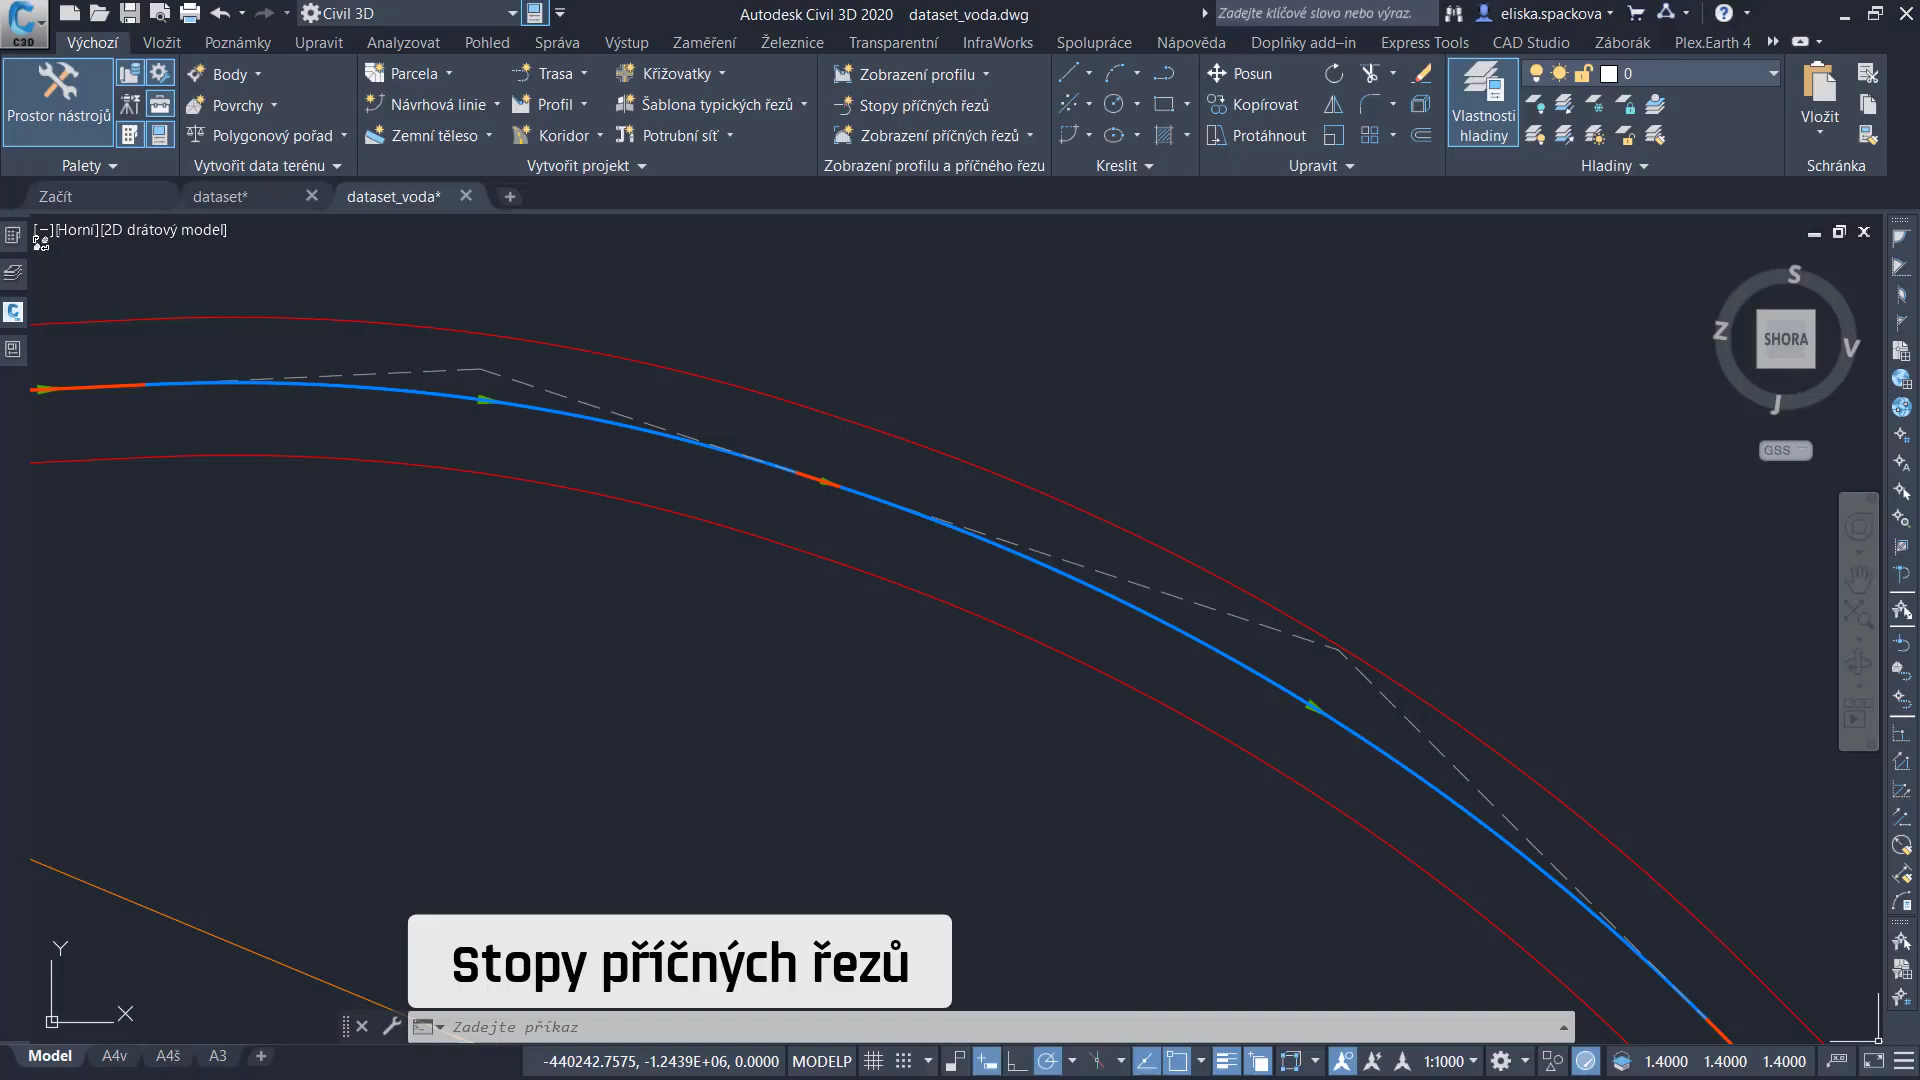 C3D
Civil 3D
Autodesk Civil 3D 2020 dataset_voda.dwg
Zadejte klíčové slovo nebo výraz.
eliska.spackova
Výchozí Vložit Poznámky Upravit Analyzovat Pohled Správa Výstup Zaměření Železnice Transparentní InfraWorks Spolupráce Nápověda Doplňky add-in Express Tools CAD Studio Záborák Plex.Earth 4
Prostor nástrojů
Body
Povrchy
Polygonový pořad
Parcela
Návrhová linie
Zemní těleso
Trasa
Profil
Koridor
Křižovatky
Šablona typických řezů
Potrubní síť
Zobrazení profilu
Stopy příčných řezů
Zobrazení příčných řezů
Posun
Kopírovat
Protáhnout
Vlastnosti
hladiny
0
Vložit
Palety Vytvořit data terénu Vytvořit projekt Zobrazení profilu a příčného řezu Kreslit Upravit Hladiny Schránka
Začít dataset* dataset_voda*
[−][Horní][2D drátový model]
S
Z SHORA V
J
GSS
Y
X
Stopy příčných řezů
Zadejte příkaz
Model A4v A4š A3
-440242.7575, -1.2439E+06, 0.0000 MODELP 1:1000 1.4000 1.4000 1.4000